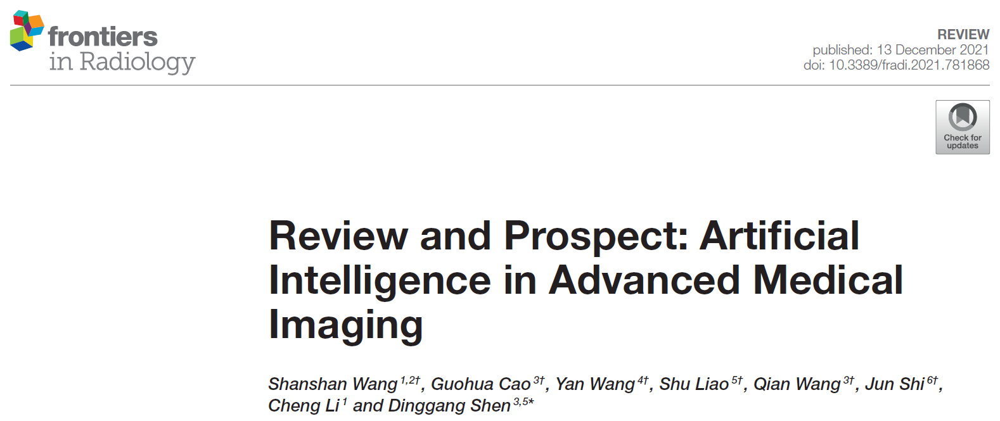 frontiers
in Radiology
REVIEW
published: 13 December 2021
doi: 10.3389/fradi.2021.781868
Check for
updates
Review and Prospect: Artificial
Intelligence in Advanced Medical
Imaging
Shanshan Wang 1,2†, Guohua Cao 3†, Yan Wang 4†, Shu Liao 5†, Qian Wang 3†, Jun Shi 6†,
Cheng Li 1 and Dinggang Shen 3,5*